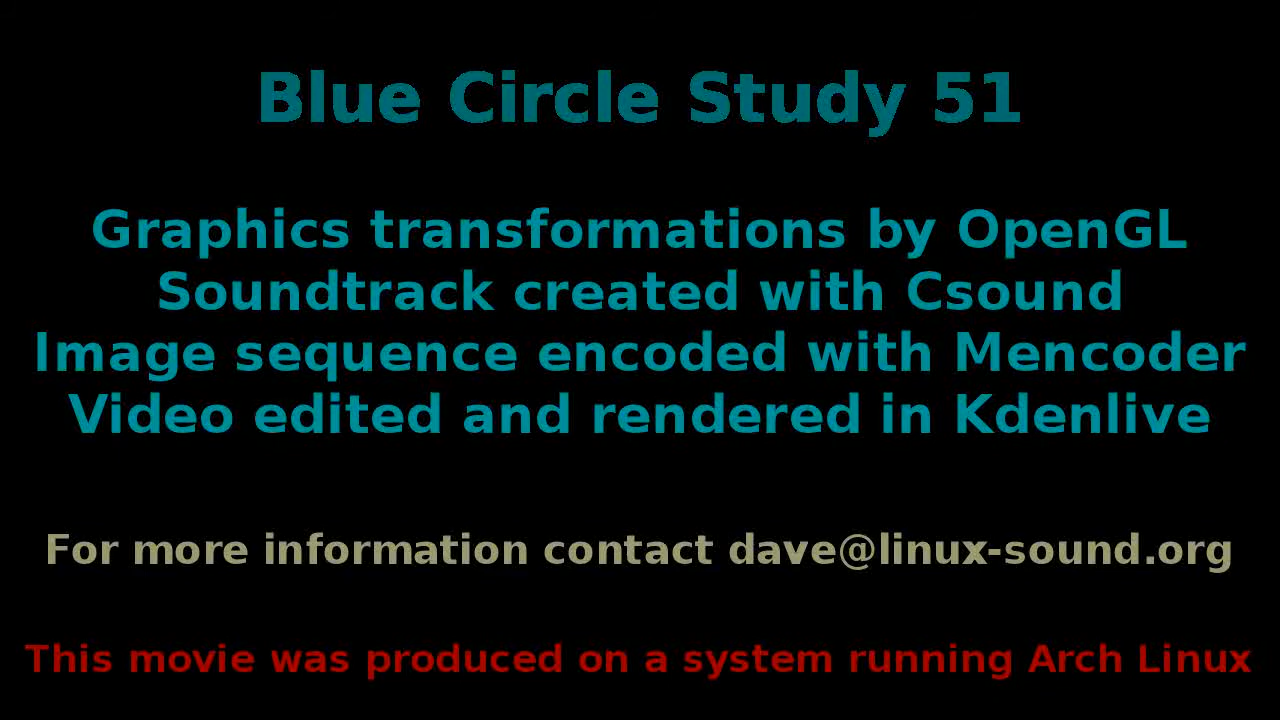 Blue Circle Study 51
Graphics transformations by OpenGL
Soundtrack created with Csound
Image sequence encoded with Mencoder
Video edited and rendered in Kdenlive
For more information contact dave@linux-sound.org
This movie was produced on a system running Arch Linux